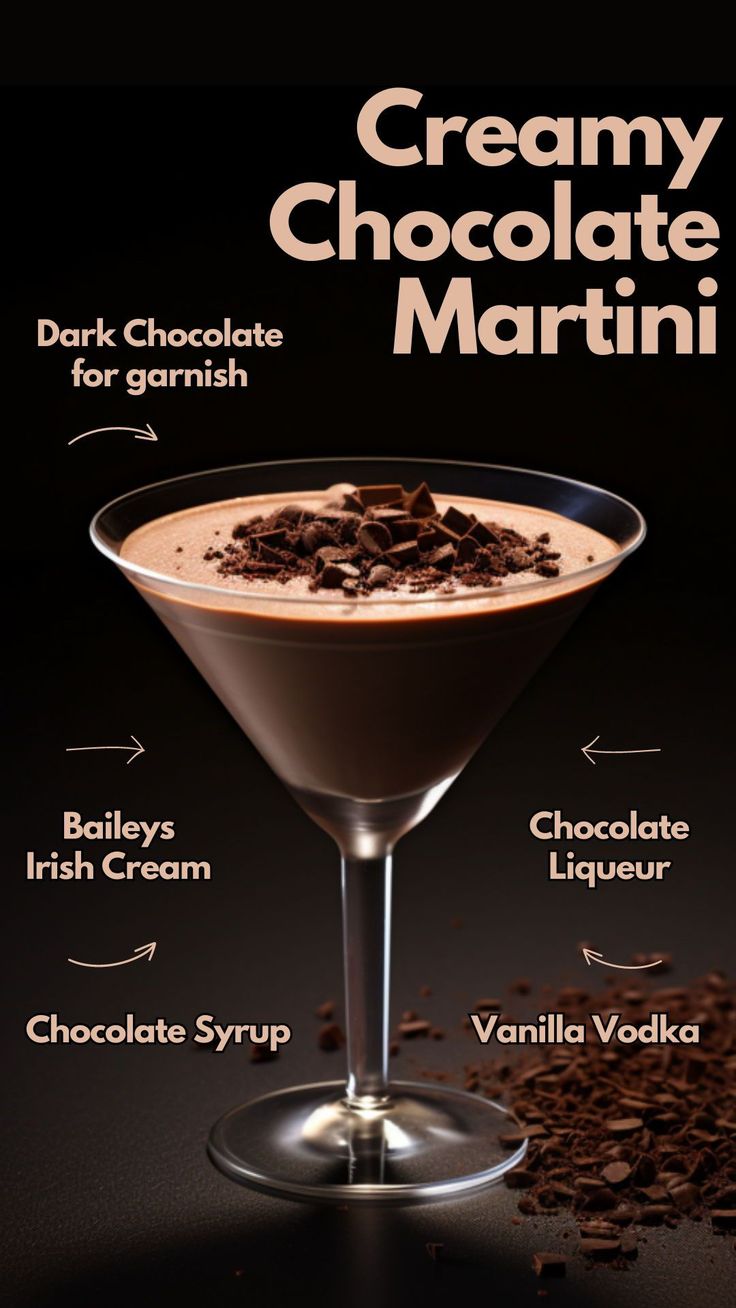 Creamy
Chocolate
Martini
Dark Chocolate
for garnish
Baileys
Irish Cream
Chocolate
Liqueur
Chocolate Syrup
Vanilla Vodka